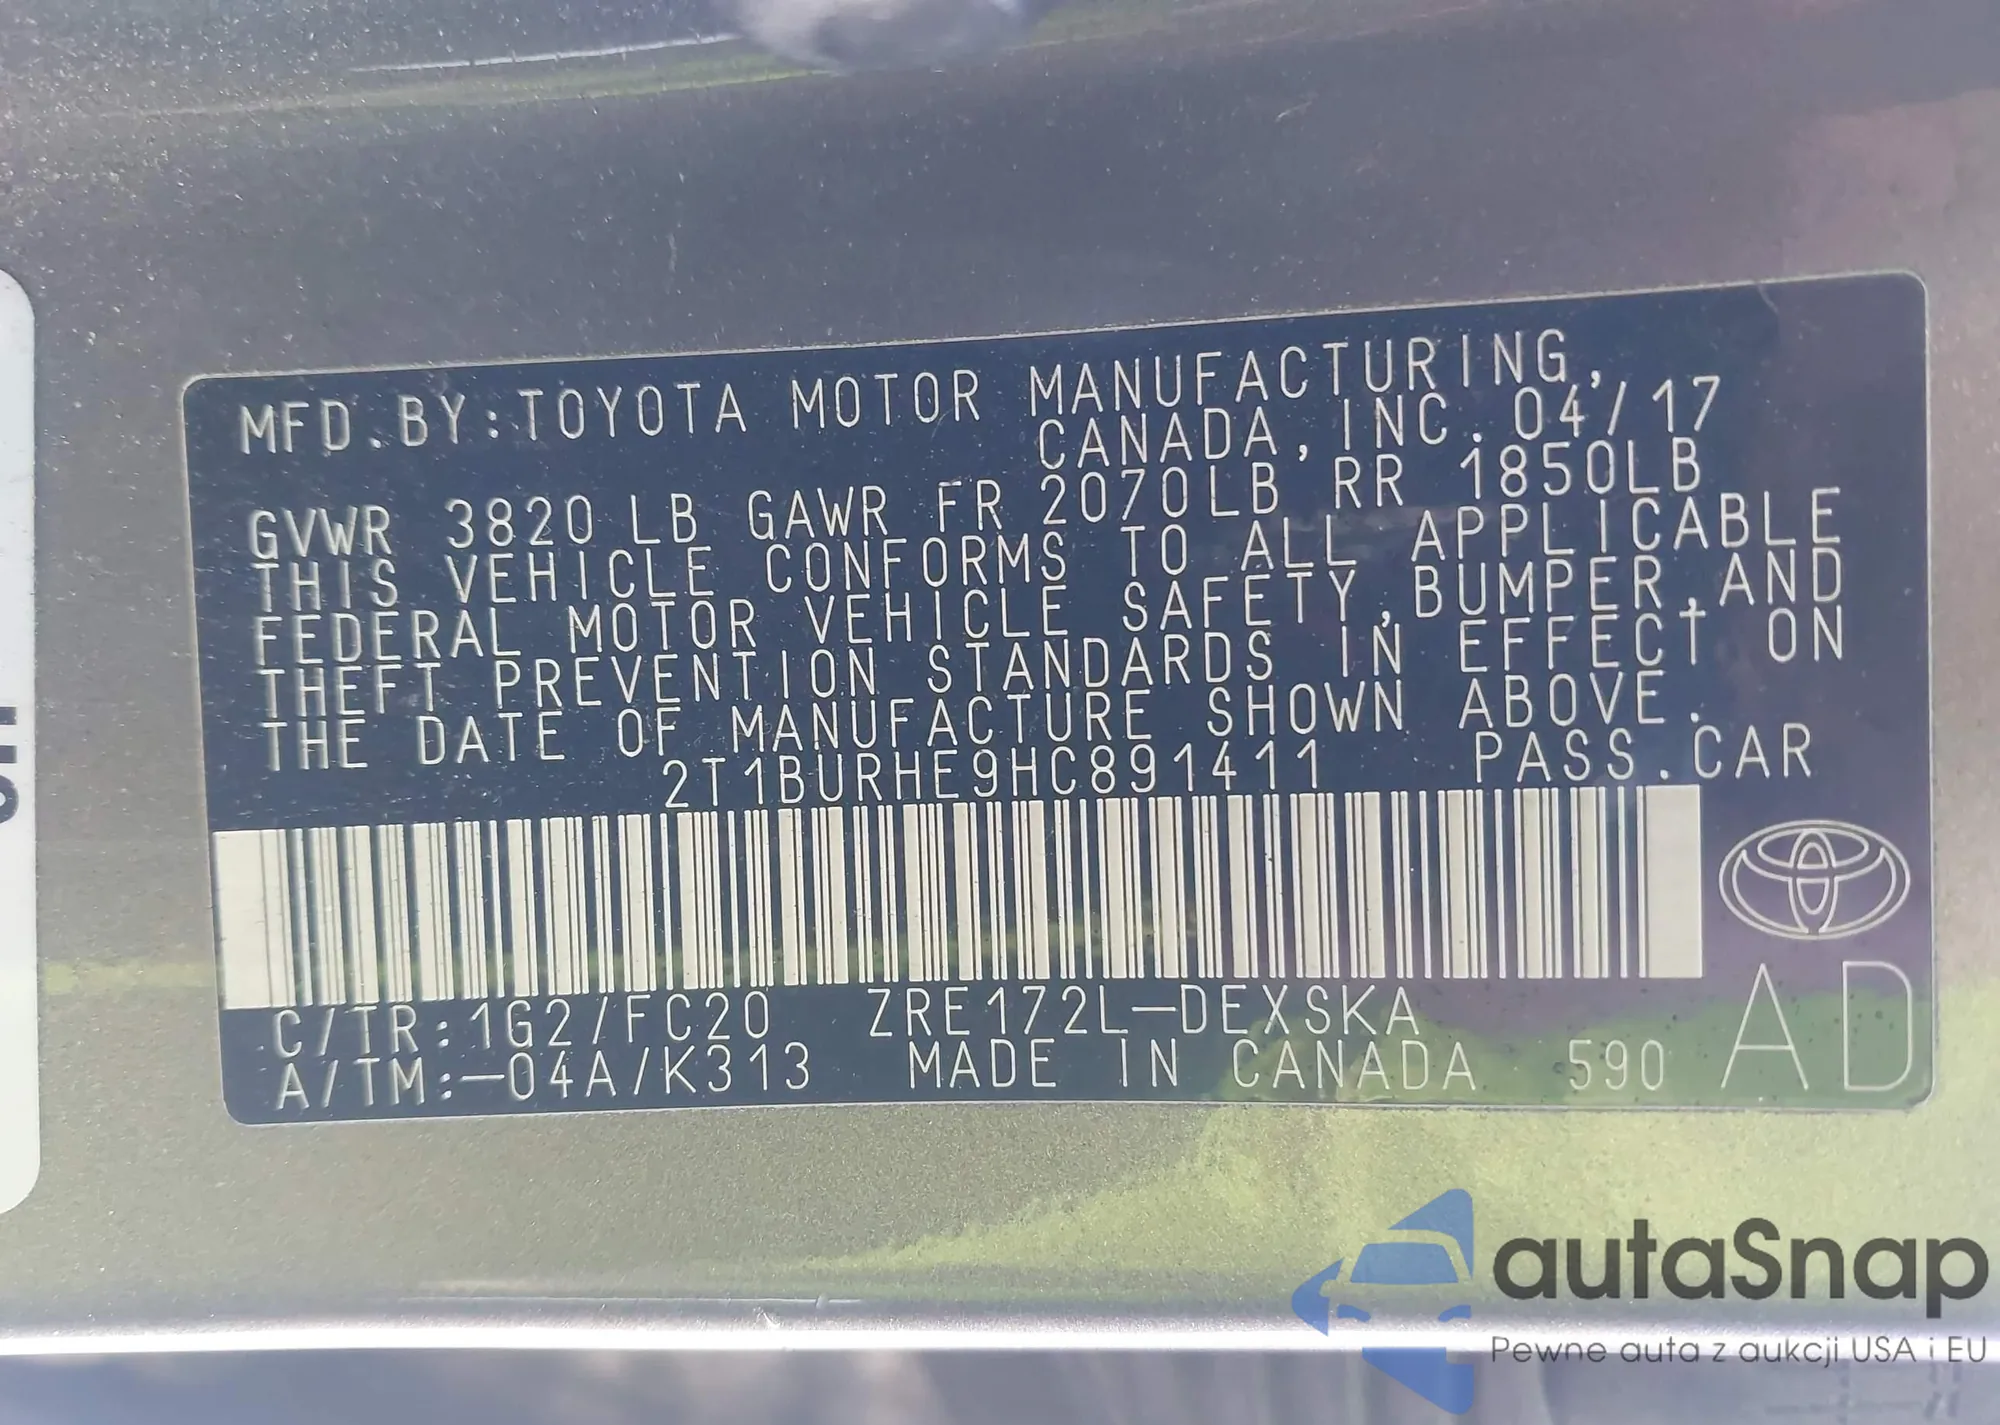 MFD.BY:TOYOTA MOTOR MANUFACTURING,
CANADA,INC.04/17
GVWR 3820 LB GAWR FR 2070LB RR 1850LB
THIS VEHICLE CONFORMS TO ALL APPLICABLE
FEDERAL MOTOR VEHICLE SAFETY,BUMPER,AND
THEFT PREVENTION STANDARDS IN EFFECT ON
THE DATE OF MANUFACTURE SHOWN ABOVE.
2T1BURHE9HC891411 PASS.CAR
C/TR:1G2/FC20 ZRE172L-DEXSKA
A/TM:-04A/K313 MADE IN CANADA 590
AD
autaSnap
Pewne auta z aukcji USA i EU